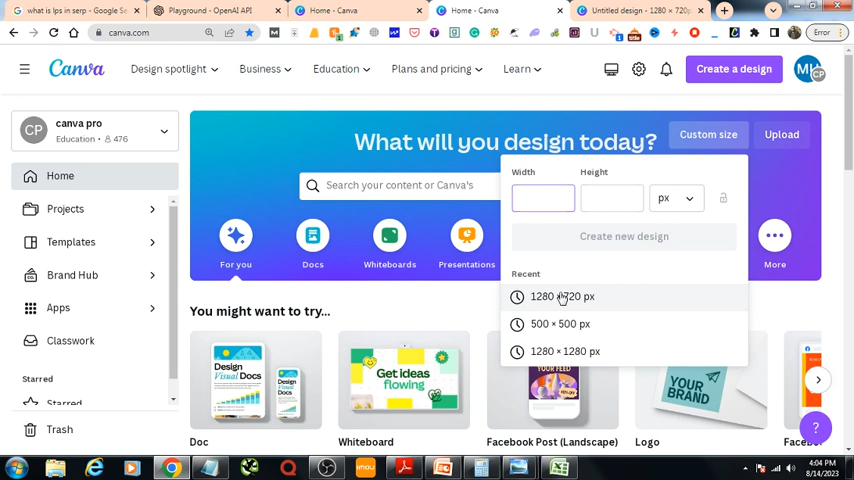 what is lps in serp - Google Se
Playground - OpenAI API
Home - Canva
Home - Canva
Untitled design - 1280 × 720p
canva.com
Error
Canva
Design spotlight
Business
Education
Plans and pricing
Learn
Create a design
CP
CP
canva pro
Education • 476
What will you design today?
Custom size
Upload
Search your content or Canva's
Width
Height
px
Create new design
Recent
1280 × 720 px
500 × 500 px
1280 × 1280 px
Home
Projects
Templates
Brand Hub
Apps
Classwork
Starred
Starred
Trash
For you
Docs
Whiteboards
Presentations
More
You might want to try...
Design
Visual
Docs
Get ideas
flowing
YOUR FEED
YOUR
BRAND
Doc
Whiteboard
Facebook Post (Landscape)
Logo
Facebo
?
4:04 PM
8/14/2023